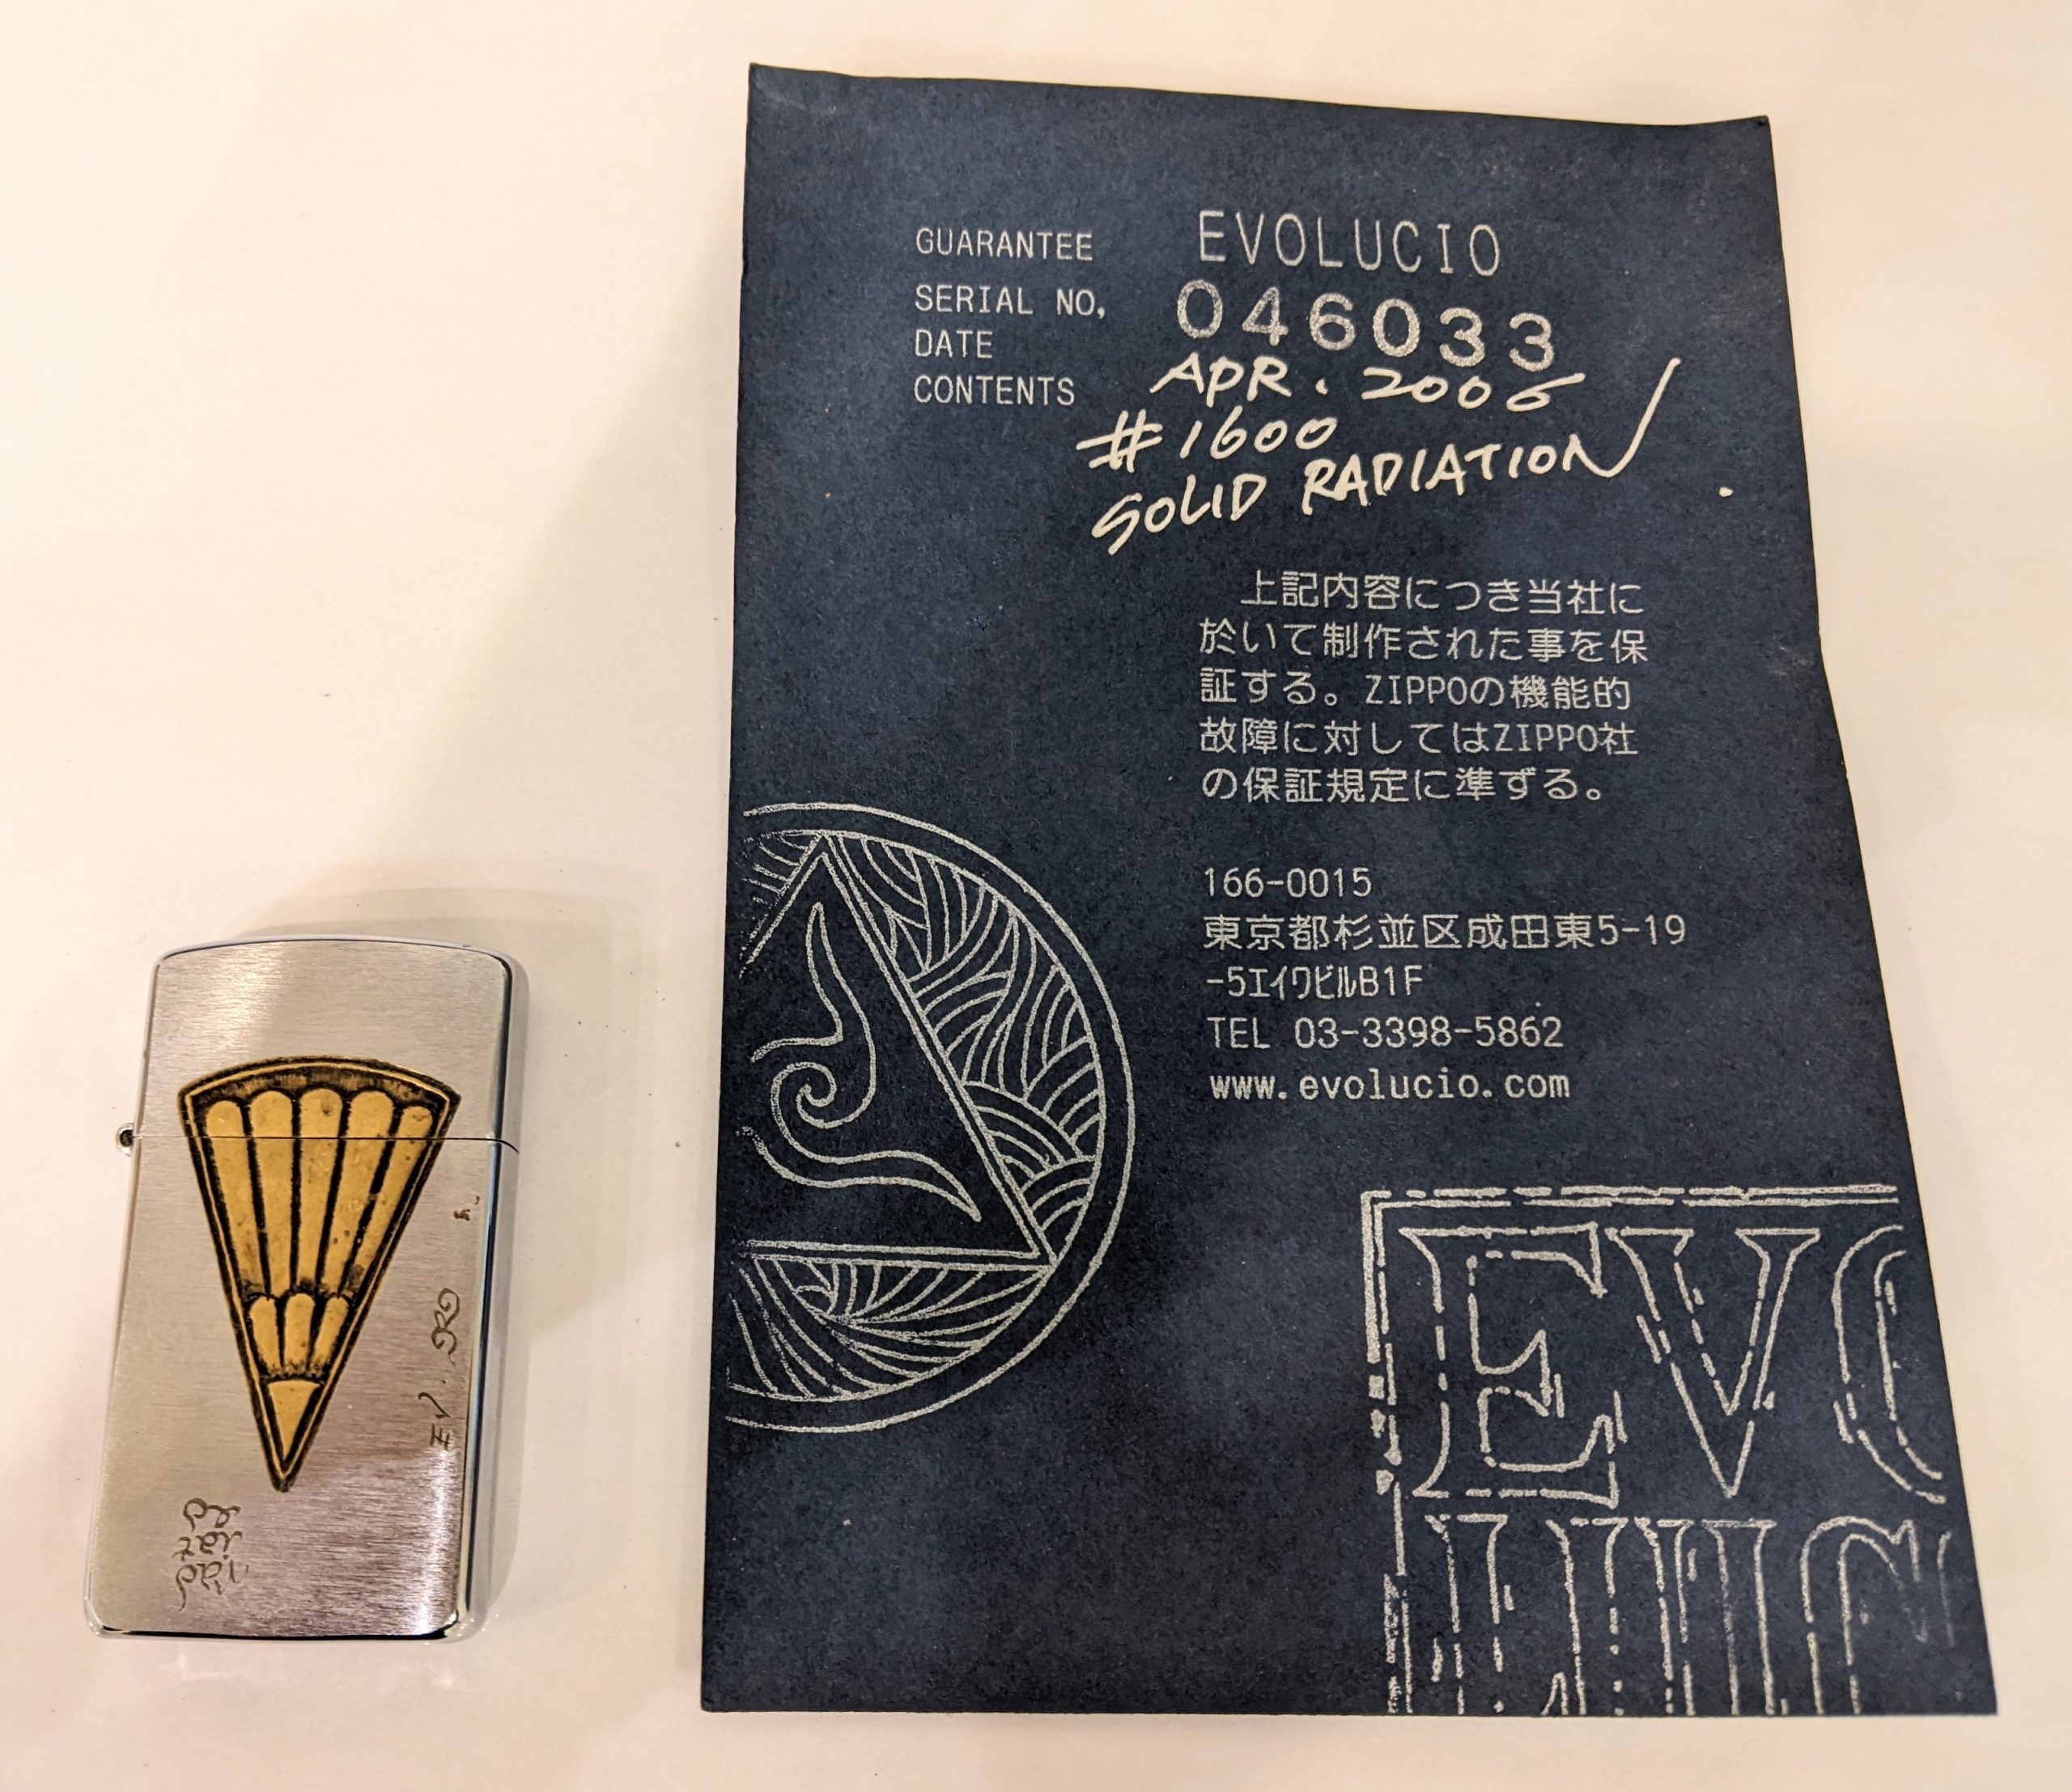 GUARANTEE EVOLUCIO
SERIAL NO, 046033
DATE APR. 2006
CONTENTS #1600
SOLID RADIATION
上記内容につき当社に
於いて制作された事を保
証する。ZIPPOの機能的
故障に対してはZIPPO社
の保証規定に準ずる。
166-0015
東京都杉並区成田東5-19
-5エイワビルB1F
TEL 03-3398-5862
www.evolucio.com
EVO
EV.
rad
iat